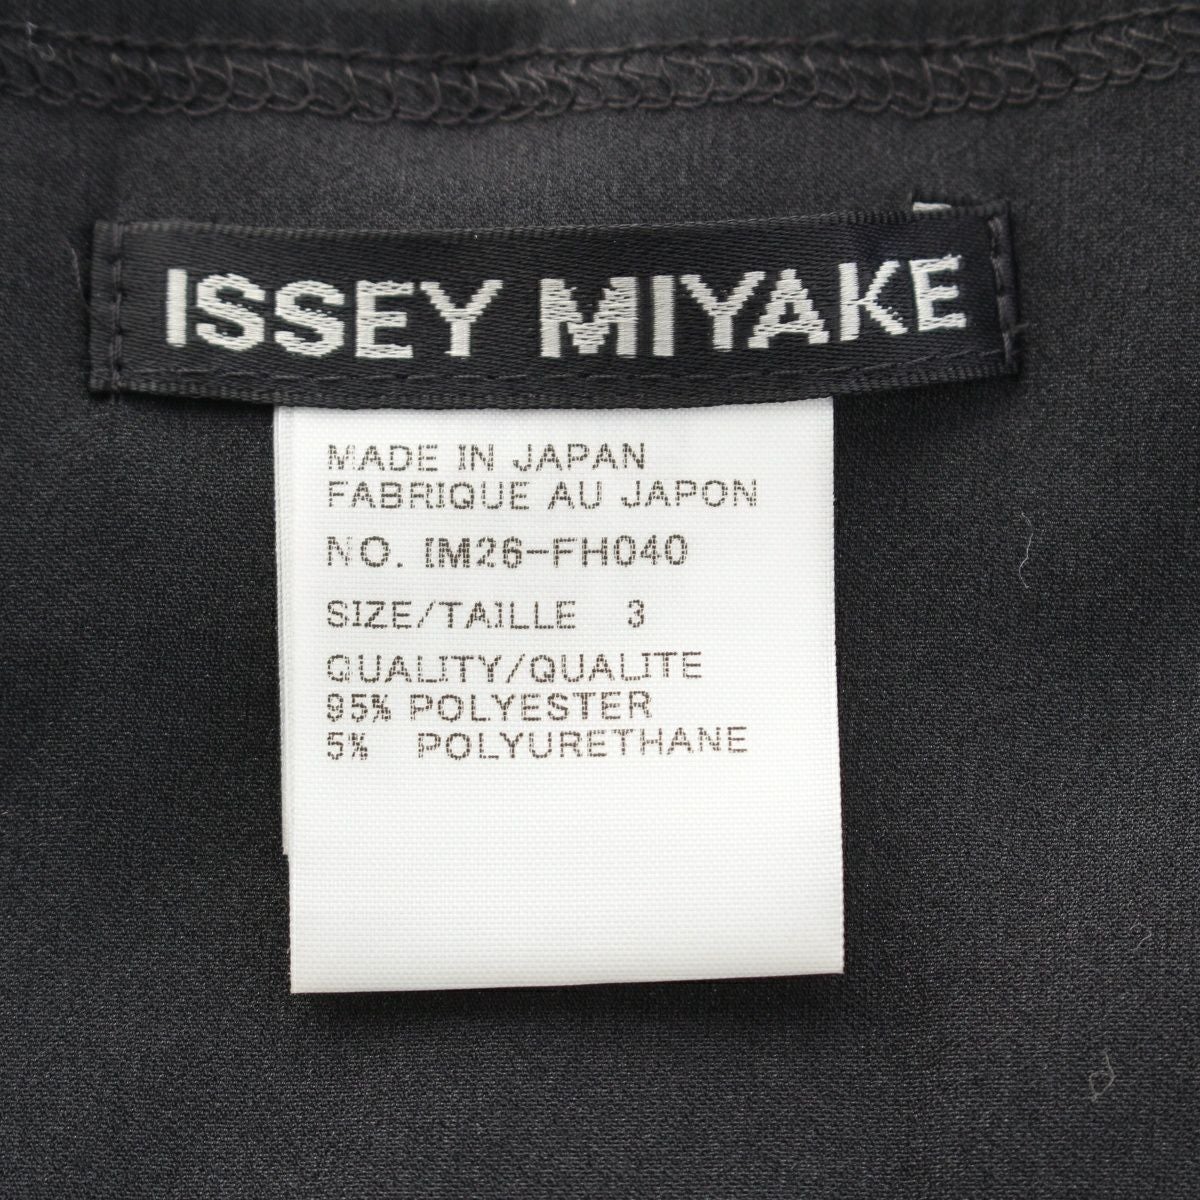 ISSEY MIYAKE
MADE IN JAPAN
FABRIQUE AU JAPON
NO. IM26-FH040
SIZE/TAILLE 3
QUALITY/QUALITE
95% POLYESTER
5% POLYURETHANE